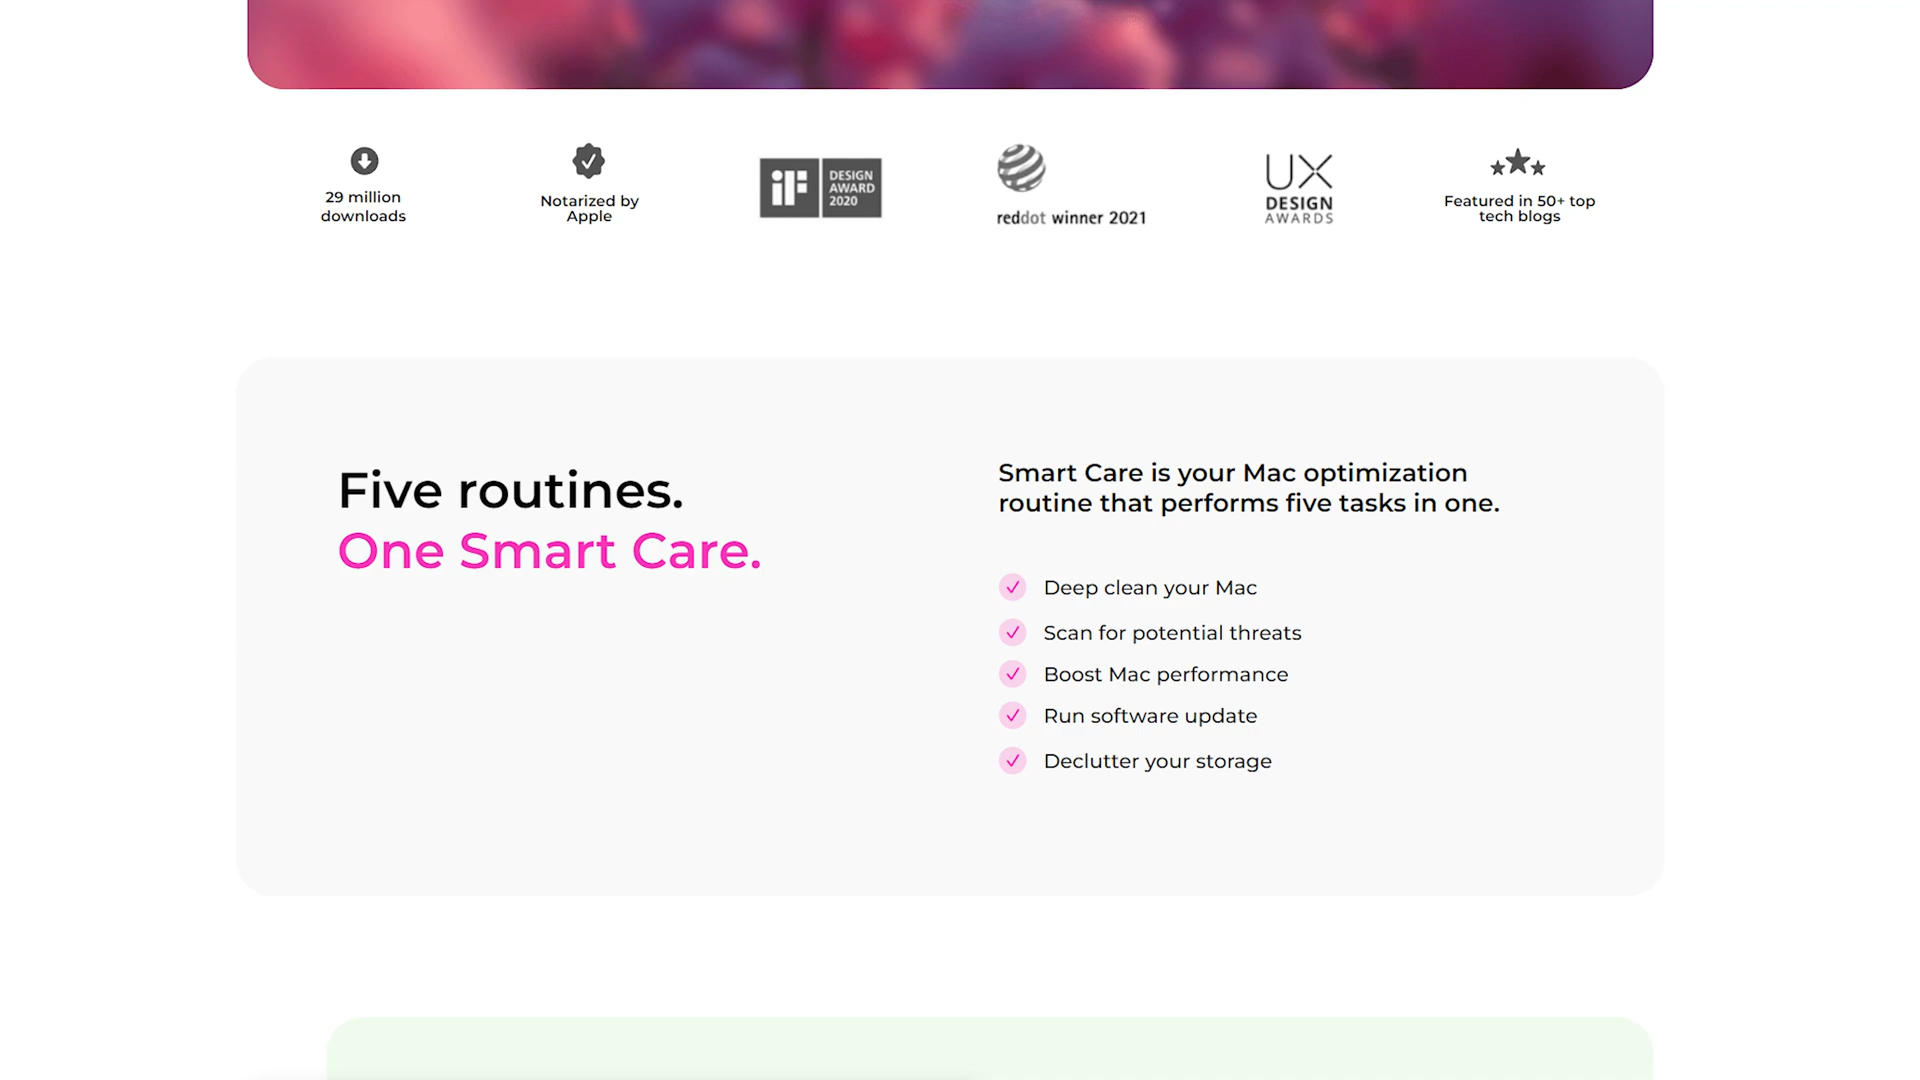 29 million
downloads
Notarized by
Apple
iF
DESIGN
AWARD
2020
reddot winner 2021
UX
DESIGN
AWARDS
Featured in 50+ top
tech blogs
Five routines.
One Smart Care.
Smart Care is your Mac optimization
routine that performs five tasks in one.
Deep clean your Mac
Scan for potential threats
Boost Mac performance
Run software update
Declutter your storage